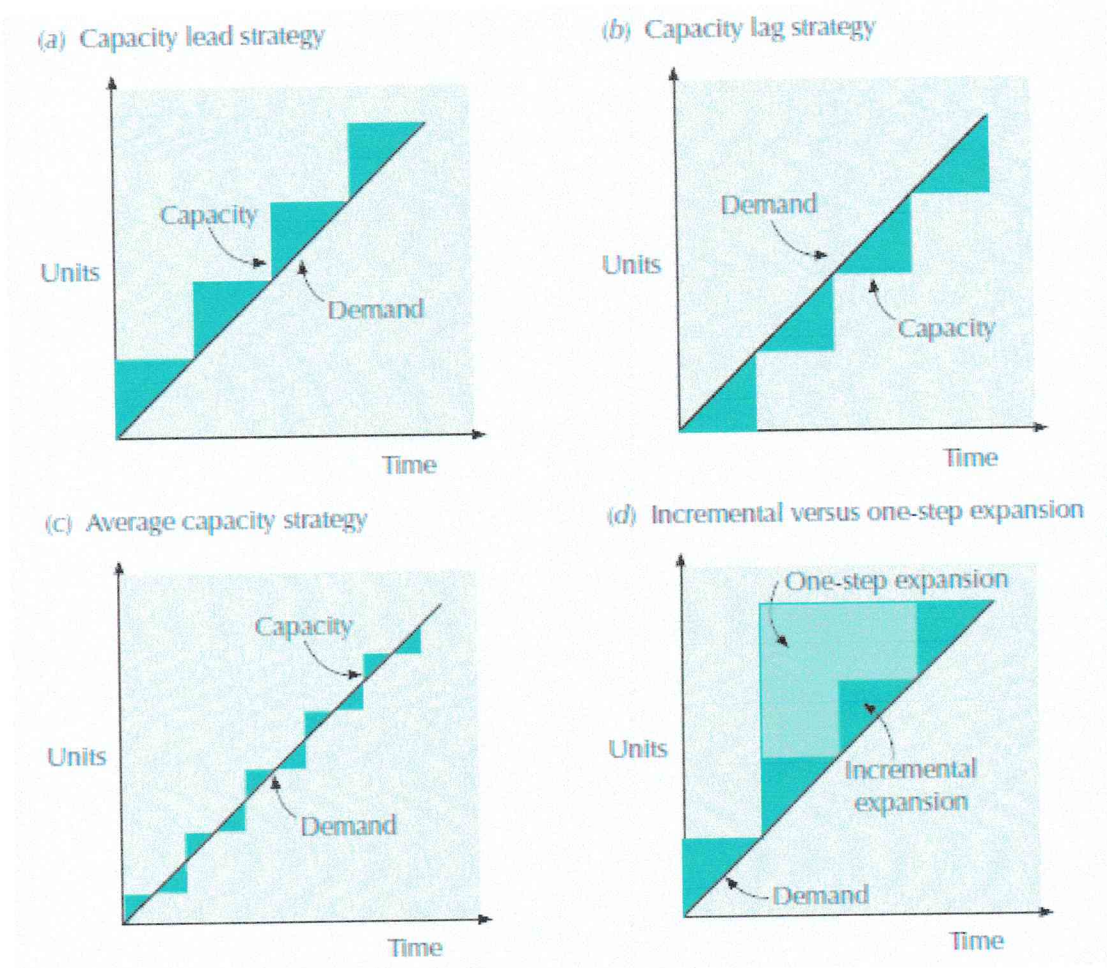 (a) Capacity lead strategy
Capacity
Units
Demand
Time
(b) Capacity lag strategy
Demand
Units
Capacity
Time
(c) Average capacity strategy
Capacity
Units
Demand
Time
(d) Incremental versus one-step expansion
One-step expansion
Units
Incremental
expansion
Demand
Time